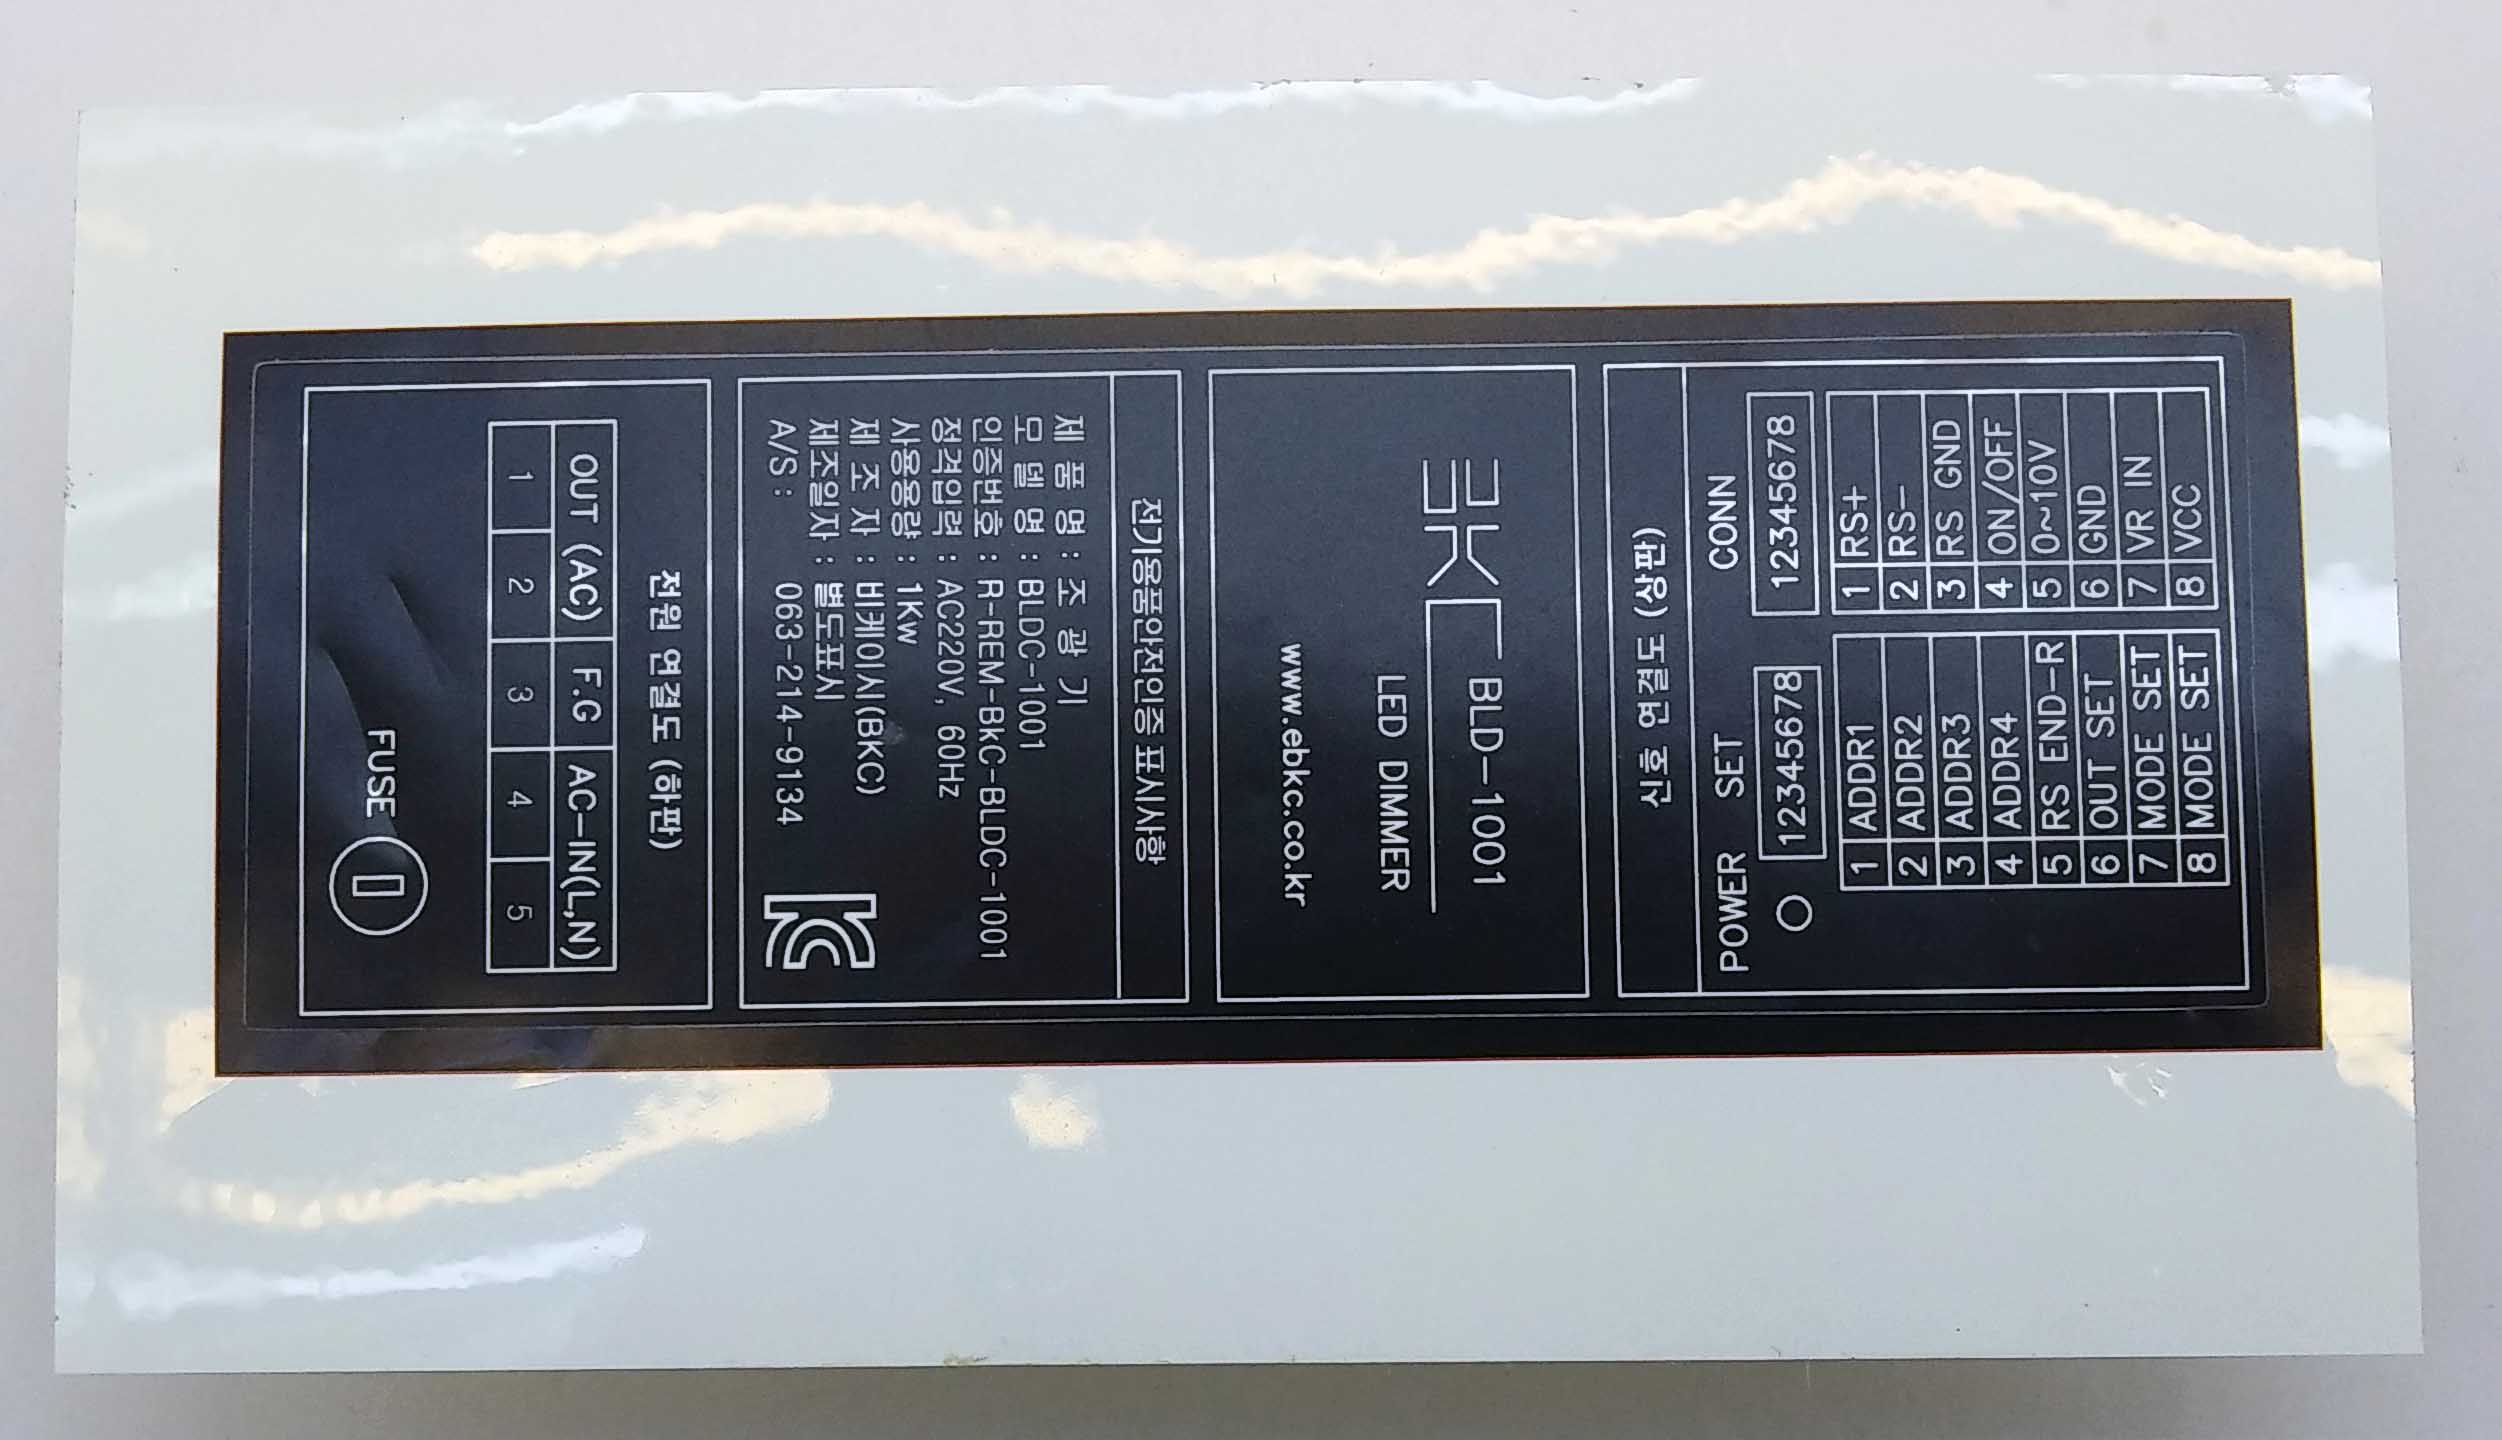 전원 연결도 (하판)
OUT (AC) F.G AC-IN(L,N)
1 2 3 4 5
FUSE
전기용품안전인증 표시사항
제 품 명 : 조 광 기
모 델 명 : BLDC-1001
인증번호 : R-REM-BkC-BLDC-1001
정격입력 : AC220V, 60Hz
사용용량 : 1Kw
제 조 자 : 비케이시(BKC)
제조일자 : 별도표시
A/S : 063-214-9134
BKC BLD-1001
LED DIMMER
www.ebkc.co.kr
신호 연결도 (상판)
POWER SET CONN
12345678 12345678
1 ADDR1 1 RS+
2 ADDR2 2 RS-
3 ADDR3 3 RS GND
4 ADDR4 4 ON/OFF
5 RS END-R 5 0~10V
6 OUT SET 6 GND
7 MODE SET 7 VR IN
8 MODE SET 8 VCC